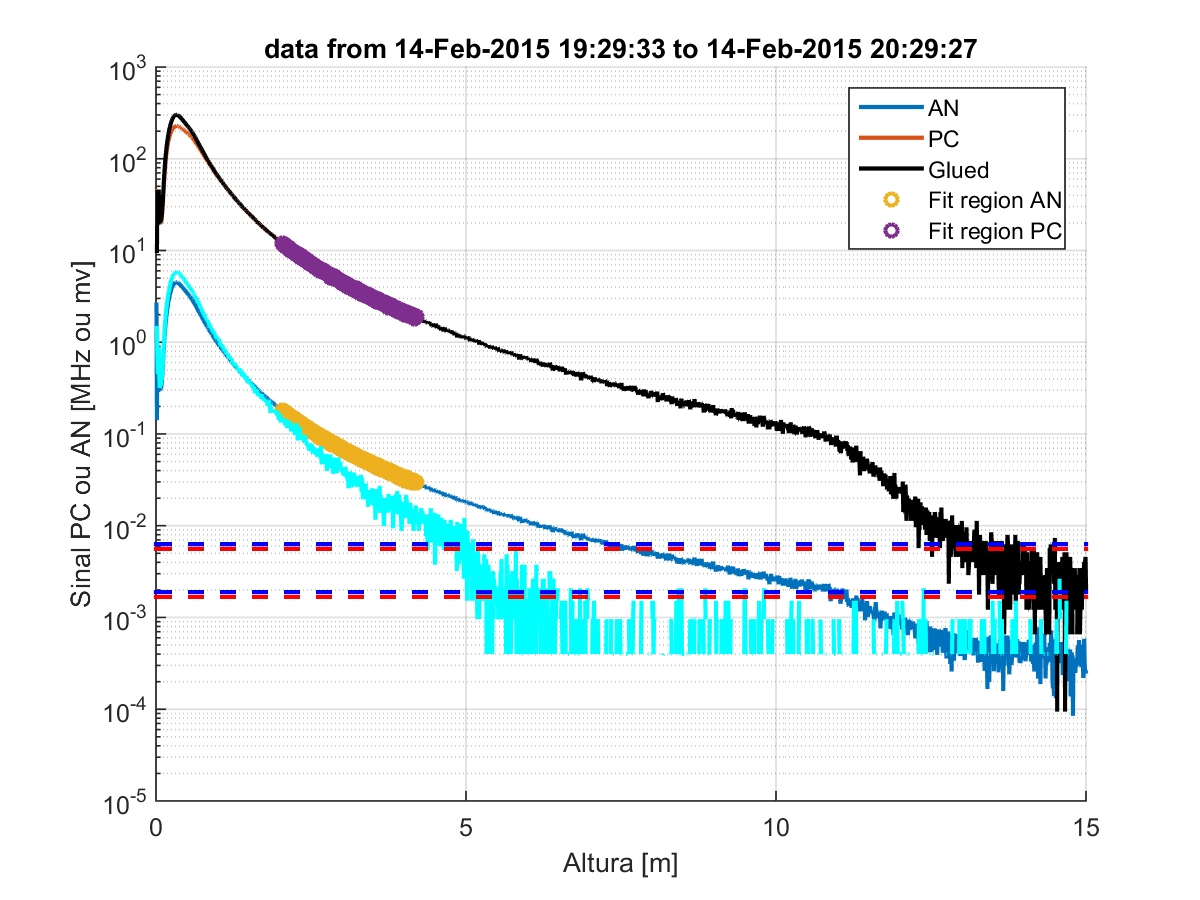 data from 14-Feb-2015 19:29:33 to 14-Feb-2015 20:29:27
10^3
10^2
10^1
10^0
10^-1
10^-2
10^-3
10^-4
10^-5
Sinal PC ou AN [MHz ou mv]
AN
PC
Glued
Fit region AN
Fit region PC
0
5
10
15
Altura [m]